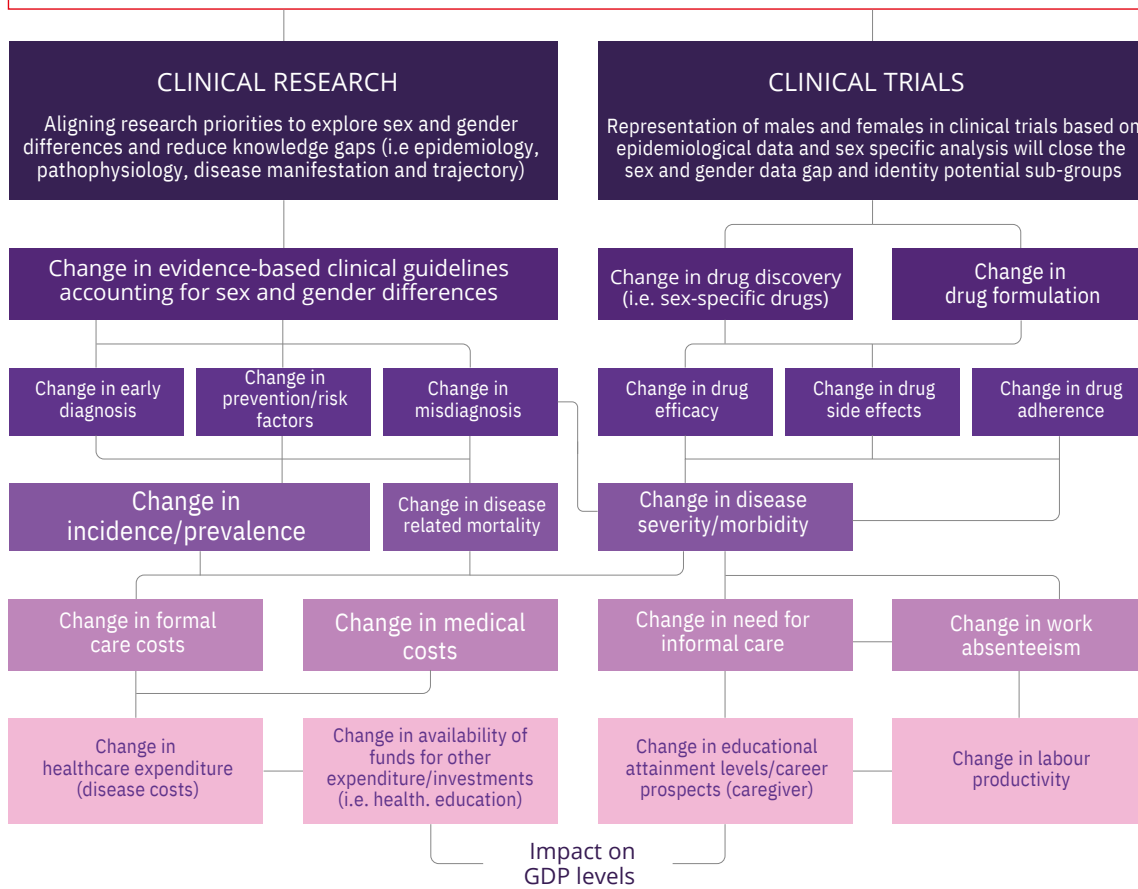 CLINICAL RESEARCH
Aligning research priorities to explore sex and gender
differences and reduce knowledge gaps (i.e epidemiology,
pathophysiology, disease manifestation and trajectory)
CLINICAL TRIALS
Representation of males and females in clinical trials based on
epidemiological data and sex specific analysis will close the
sex and gender data gap and identity potential sub-groups
Change in evidence-based clinical guidelines
accounting for sex and gender differences
Change in drug discovery
(i.e. sex-specific drugs)
Change in
drug formulation
Change in early
diagnosis
Change in
prevention/risk
factors
Change in
misdiagnosis
Change in drug
efficacy
Change in drug
side effects
Change in drug
adherence
Change in
incidence/prevalence
Change in disease
related mortality
Change in disease
severity/morbidity
Change in formal
care costs
Change in medical
costs
Change in need for
informal care
Change in work
absenteeism
Change in
healthcare expenditure
(disease costs)
Change in availability of
funds for other
expenditure/investments
(i.e. health. education)
Change in educational
attainment levels/career
prospects (caregiver)
Change in labour
productivity
Impact on
GDP levels